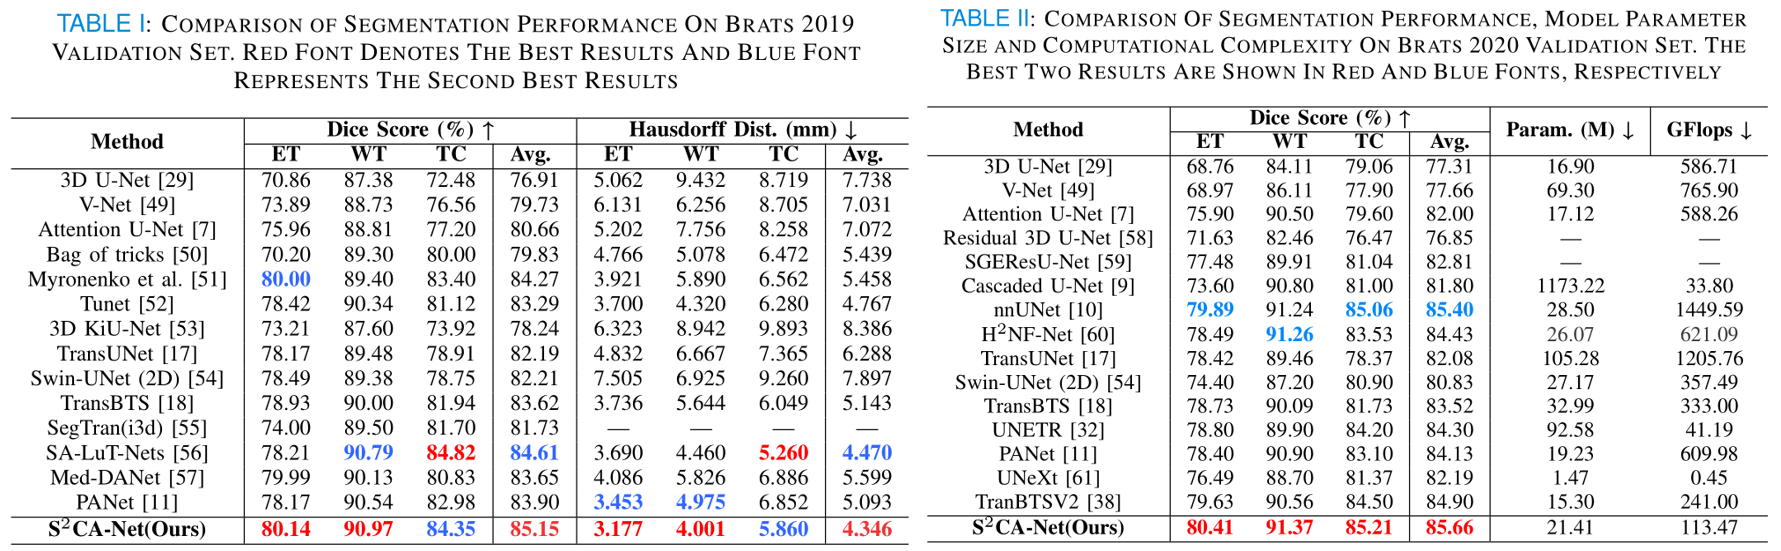 TABLE I: COMPARISON OF SEGMENTATION PERFORMANCE ON BRATS 2019
VALIDATION SET. RED FONT DENOTES THE BEST RESULTS AND BLUE FONT
REPRESENTS THE SECOND BEST RESULTS
Method Dice Score (%) ↑ Hausdorff Dist. (mm) ↓
ET WT TC Avg. ET WT TC Avg.
3D U-Net [29] 70.86 87.38 72.48 76.91 5.062 9.432 8.719 7.738
V-Net [49] 73.89 88.73 76.56 79.73 6.131 6.256 8.705 7.031
Attention U-Net [7] 75.96 88.81 77.20 80.66 5.202 7.756 8.258 7.072
Bag of tricks [50] 70.20 89.30 80.00 79.83 4.766 5.078 6.472 5.439
Myronenko et al. [51] 80.00 89.40 83.40 84.27 3.921 5.890 6.562 5.458
Tunet [52] 78.42 90.34 81.12 83.29 3.700 4.320 6.280 4.767
3D KiU-Net [53] 73.21 87.60 73.92 78.24 6.323 8.942 9.893 8.386
TransUNet [17] 78.17 89.48 78.91 82.19 4.832 6.667 7.365 6.288
Swin-UNet (2D) [54] 78.49 89.38 78.75 82.21 7.505 6.925 9.260 7.897
TransBTS [18] 78.93 90.00 81.94 83.62 3.736 5.644 6.049 5.143
SegTran(i3d) [55] 74.00 89.50 81.70 81.73 — — — —
SA-LuT-Nets [56] 78.21 90.79 84.82 84.61 3.690 4.460 5.260 4.470
Med-DANet [57] 79.99 90.13 80.83 83.65 4.086 5.826 6.886 5.599
PANet [11] 78.17 90.54 82.98 83.90 3.453 4.975 6.852 5.093
S²CA-Net(Ours) 80.14 90.97 84.35 85.15 3.177 4.001 5.860 4.346
TABLE II: COMPARISON OF SEGMENTATION PERFORMANCE, MODEL PARAMETER
SIZE AND COMPUTATIONAL COMPLEXITY ON BRATS 2020 VALIDATION SET. THE
BEST TWO RESULTS ARE SHOWN IN RED AND BLUE FONTS, RESPECTIVELY
Method Dice Score (%) ↑ Param. (M) ↓ GFlops ↓
ET WT TC Avg.
3D U-Net [29] 68.76 84.11 79.06 77.31 16.90 586.71
V-Net [49] 68.97 86.11 77.90 77.66 69.30 765.90
Attention U-Net [7] 75.90 90.50 79.60 82.00 17.12 588.26
Residual 3D U-Net [58] 71.63 82.46 76.47 76.85 — —
SGEResU-Net [59] 77.48 89.91 81.04 82.81 — —
Cascaded U-Net [9] 73.60 90.80 81.00 81.80 1173.22 33.80
nnUNet [10] 79.89 91.24 85.06 85.40 28.50 1449.59
H²NF-Net [60] 78.49 91.26 83.53 84.43 26.07 621.09
TransUNet [17] 78.42 89.46 78.37 82.08 105.28 1205.76
Swin-UNet (2D) [54] 74.40 87.20 80.90 80.83 27.17 357.49
TransBTS [18] 78.73 90.09 81.73 83.52 32.99 333.00
UNETR [32] 78.80 89.90 84.20 84.30 92.58 41.19
PANet [11] 78.40 90.90 83.10 84.13 19.23 609.98
UNeXt [61] 76.49 88.70 81.37 82.19 1.47 0.45
TranBTSV2 [38] 79.63 90.56 84.50 84.90 15.30 241.00
S²CA-Net(Ours) 80.41 91.37 85.21 85.66 21.41 113.47